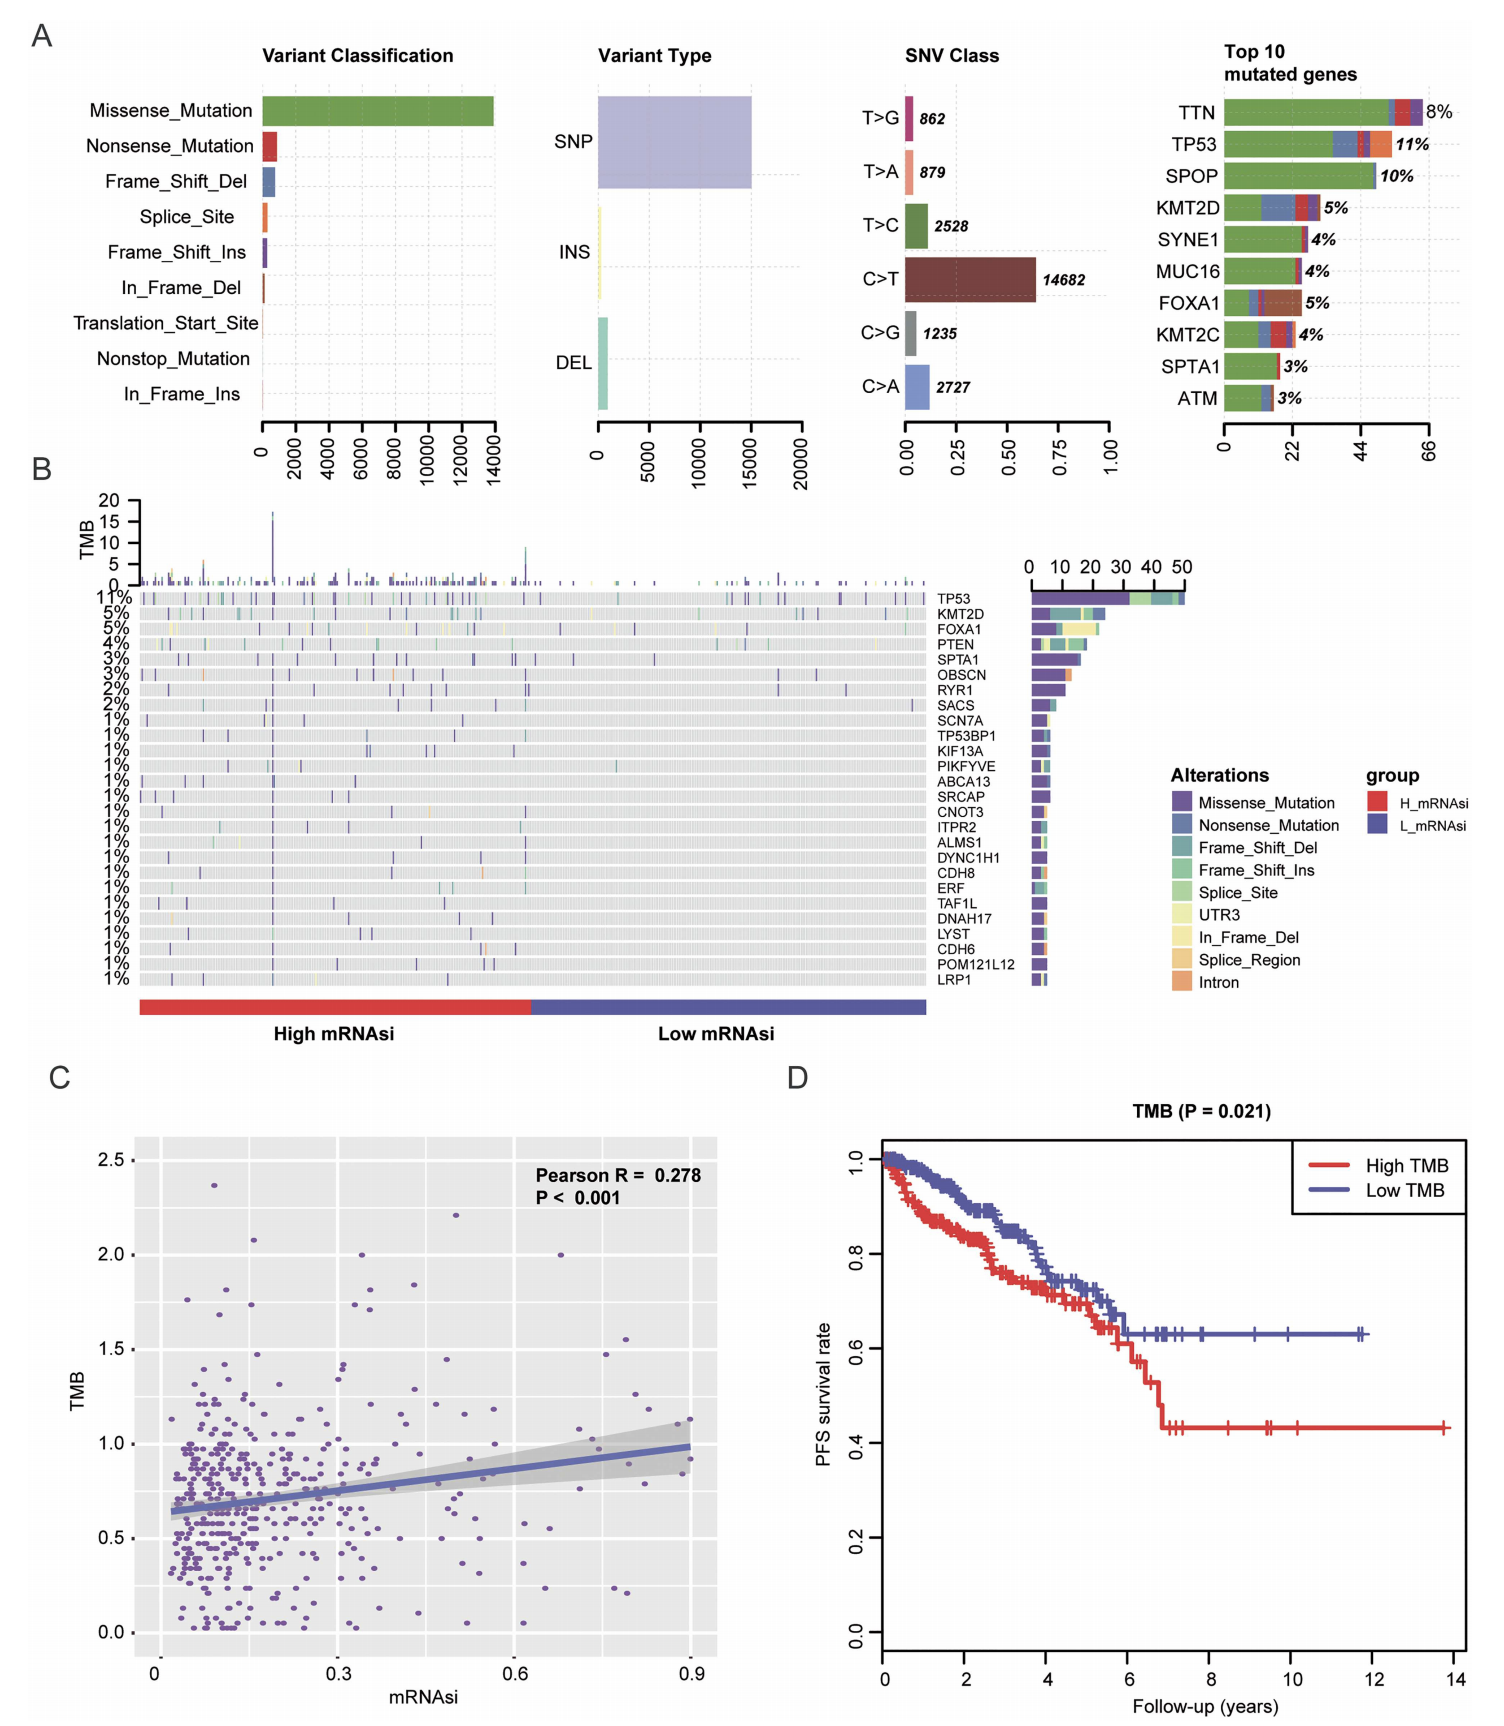 A
Variant Classification
Missense_Mutation
Nonsense_Mutation
Frame_Shift_Del
Splice_Site
Frame_Shift_Ins
In_Frame_Del
Translation_Start_Site
Nonstop_Mutation
In_Frame_Ins
0 2000 4000 6000 8000 10000 12000 14000
Variant Type
SNP
INS
DEL
0 5000 10000 15000 20000
SNV Class
T>G 862
T>A 879
T>C 2528
C>T 14682
C>G 1235
C>A 2727
0.00 0.25 0.50 0.75 1.00
Top 10
mutated genes
TTN 8%
TP53 11%
SPOP 10%
KMT2D 5%
SYNE1 4%
MUC16 4%
FOXA1 5%
KMT2C 4%
SPTA1 3%
ATM 3%
0 22 44 66
B
TMB
20
15
10
5
0
0 10 20 30 40 50
11% TP53
5% KMT2D
5% FOXA1
4% PTEN
3% SPTA1
3% OBSCN
2% RYR1
2% SACS
1% SCN7A
1% TP53BP1
1% KIF13A
1% PIKFYVE
1% ABCA13
1% SRCAP
1% CNOT3
1% ITPR2
1% ALMS1
1% DYNC1H1
1% CDH8
1% ERF
1% TAF1L
1% DNAH17
1% LYST
1% CDH6
1% POM121L12
1% LRP1
High mRNAsi
Low mRNAsi
Alterations
Missense_Mutation
Nonsense_Mutation
Frame_Shift_Del
Frame_Shift_Ins
Splice_Site
UTR3
In_Frame_Del
Splice_Region
Intron
group
H_mRNAsi
L_mRNAsi
C
Pearson R = 0.278
P < 0.001
TMB
2.5
2.0
1.5
1.0
0.5
0.0
0 0.3 0.6 0.9
mRNAsi
D
TMB (P = 0.021)
High TMB
Low TMB
PFS survival rate
1.0
0.8
0.6
0.4
0.2
0.0
0 2 4 6 8 10 12 14
Follow-up (years)